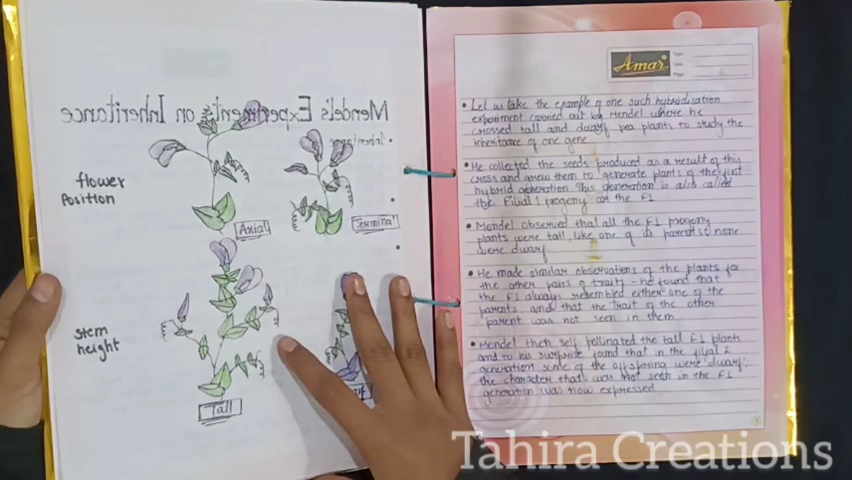 Mendel's Experiments on Inheritance
Inheritance
flower
Position
Axial
Terminal
stem
height
Tall
Amar
Date
Page
• Let us take the example of one such hybridisation
experiment carried out by Mendel where he
crossed tall and dwarf pea plants to study the
inheritance of one gene
• He collected the seeds produced as a result of this
cross and grew them to generate plants of the first
hybrid generation. This generation is also called
the Filial 1 progeny or the F1
• Mendel observed that all the F1 progeny
plants were tall, like one of its parents; none
were dwarf
• He made similar observations of the plants for
the other pairs of traits - he found that
the F1 always resembled either one of the
parents, and that the trait of the other
parent was not seen in them
• Mendel then self pollinated the tall F1 plants
and to his surprise found that in the filial 2
generation some of the offspring were dwarf;
the character that was not seen in the F1
generation was now expressed
Tahira Creations